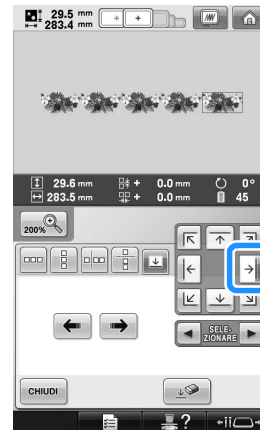 29.5 mm
283.4 mm
29.6 mm + 0.0 mm 0°
283.5 mm + 0.0 mm 45
200%
SELE-
ZIONARE
CHIUDI
?